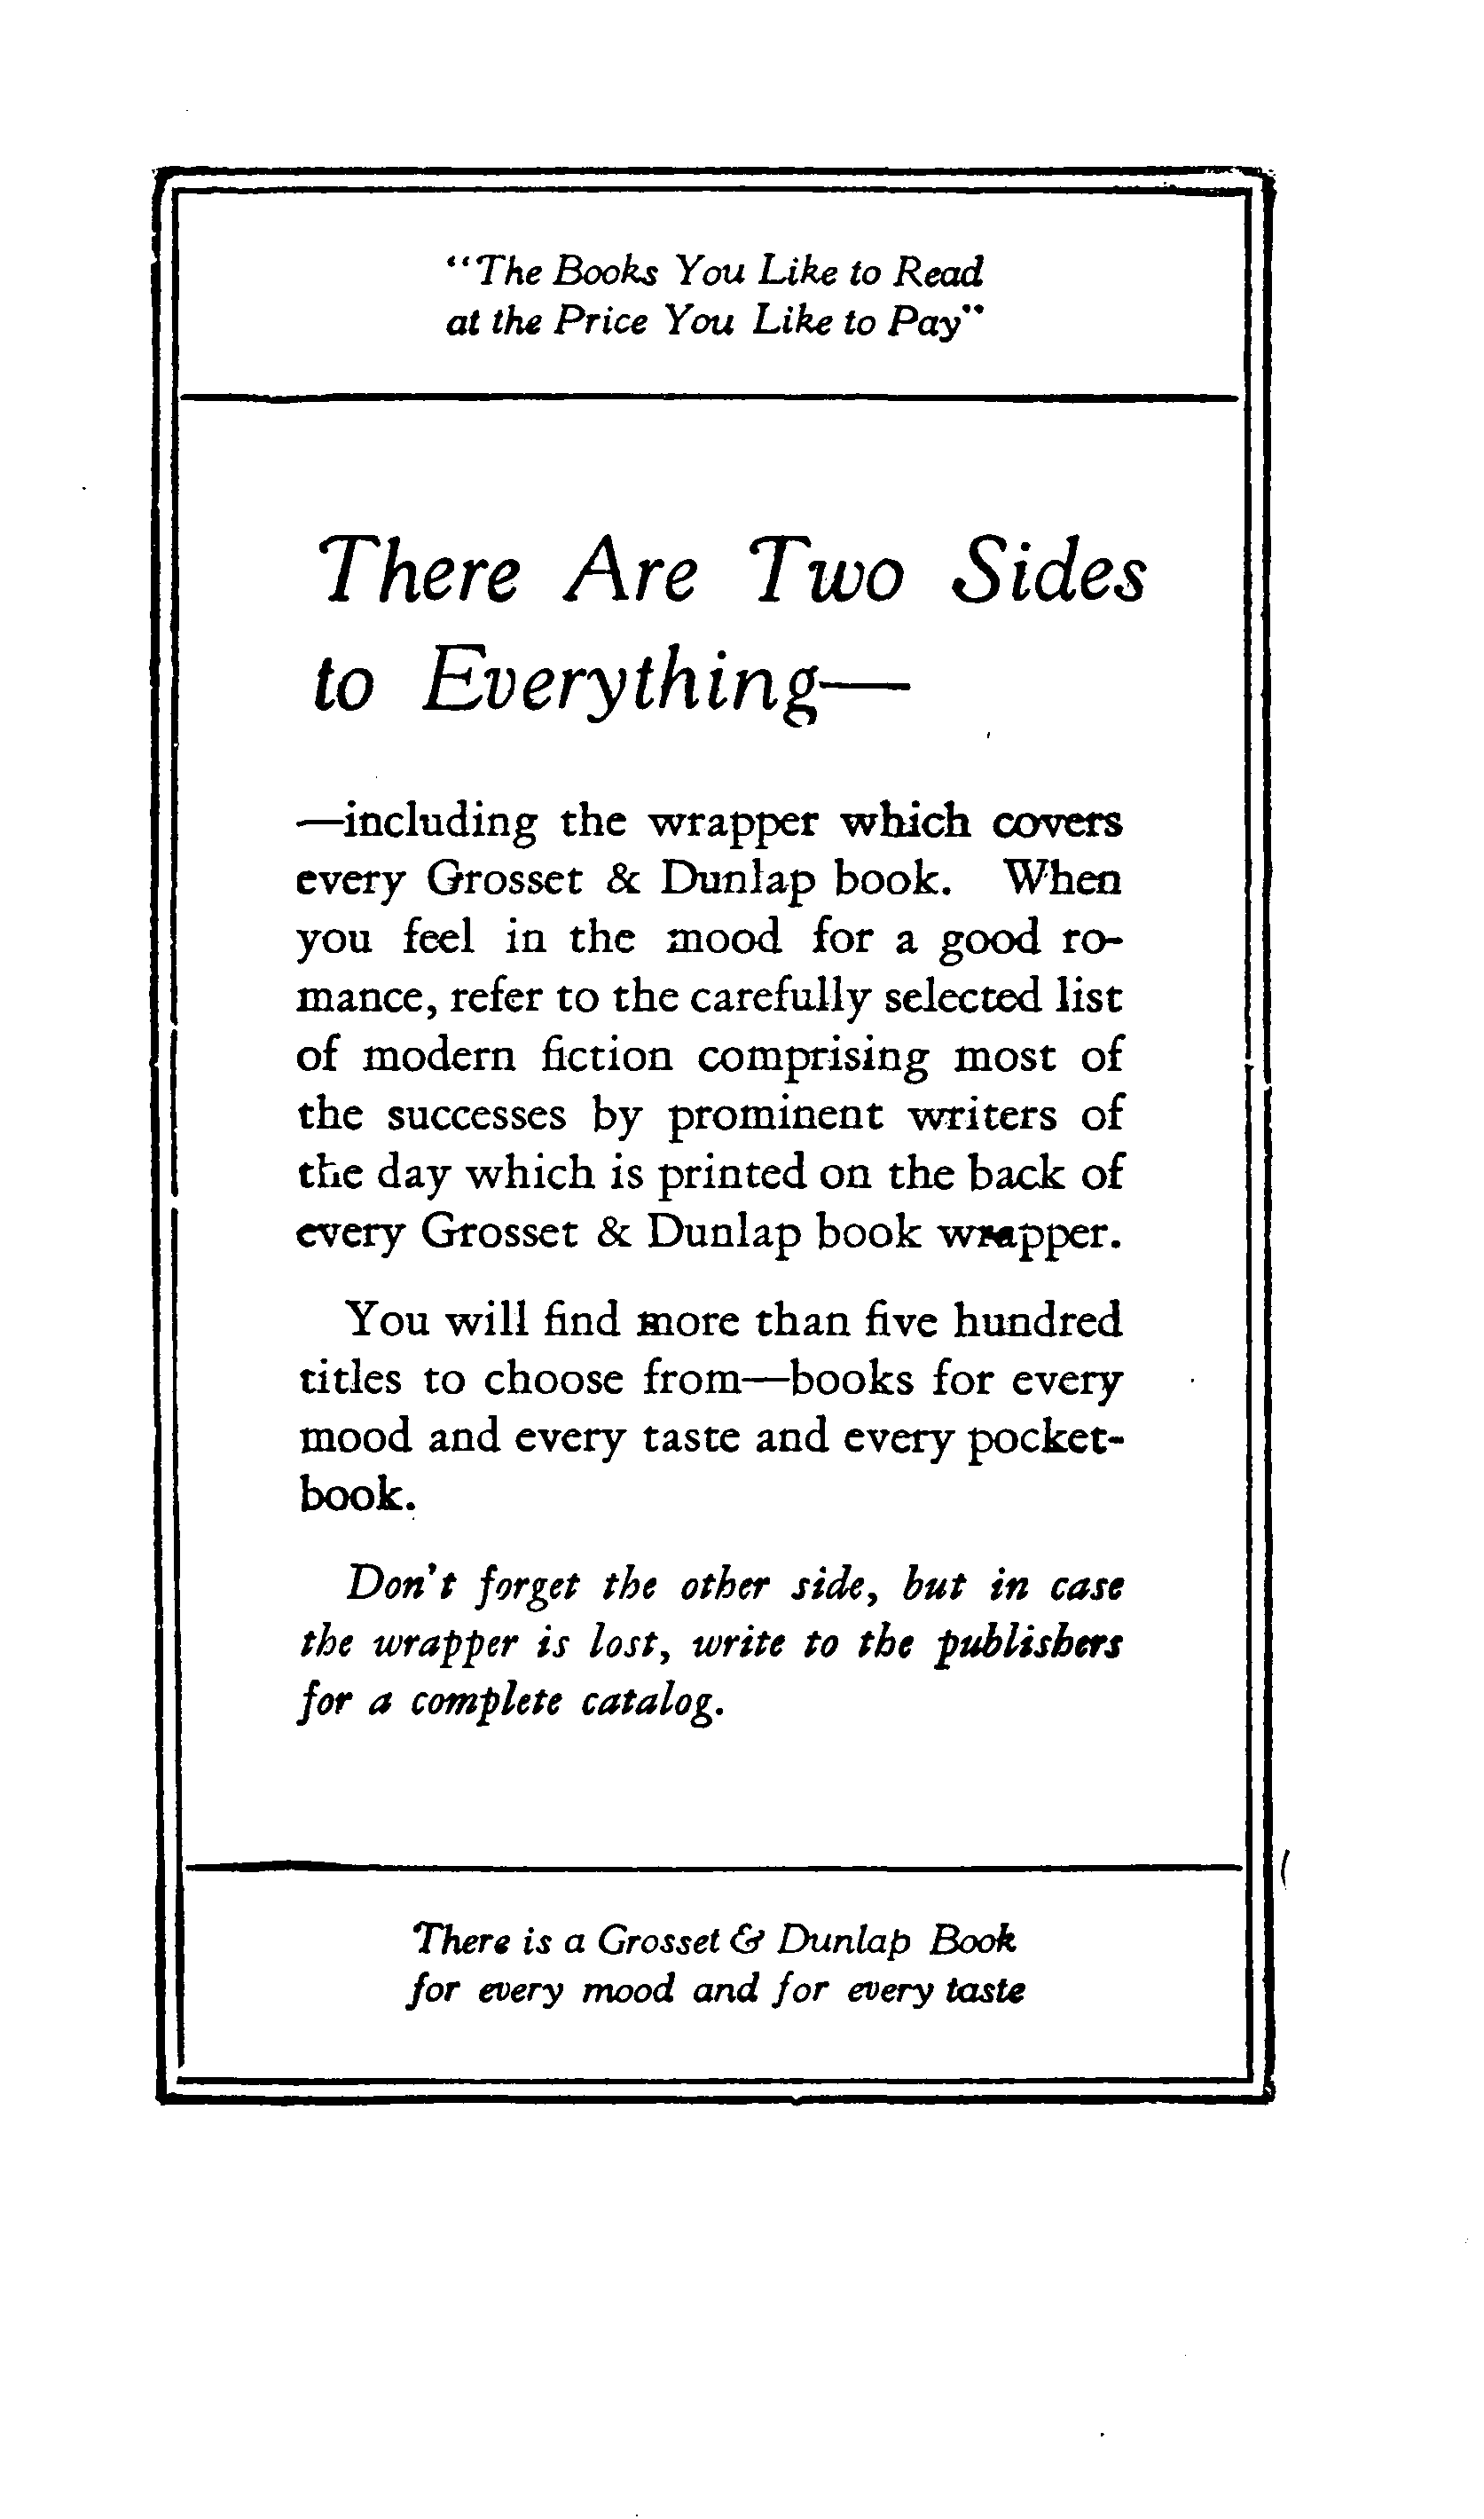 “The Books You Like to Read
at the Price You Like to Pay”
There Are Two Sides
to Everything—
—including the wrapper which covers
every Grosset & Dunlap book. When
you feel in the mood for a good ro-
mance, refer to the carefully selected list
of modern fiction comprising most of
the successes by prominent writers of
the day which is printed on the back of
every Grosset & Dunlap book wrapper.
You will find more than five hundred
titles to choose from—books for every
mood and every taste and every pocket-
book.
Don't forget the other side, but in case
the wrapper is lost, write to the publishers
for a complete catalog.
There is a Grosset & Dunlap Book
for every mood and for every taste